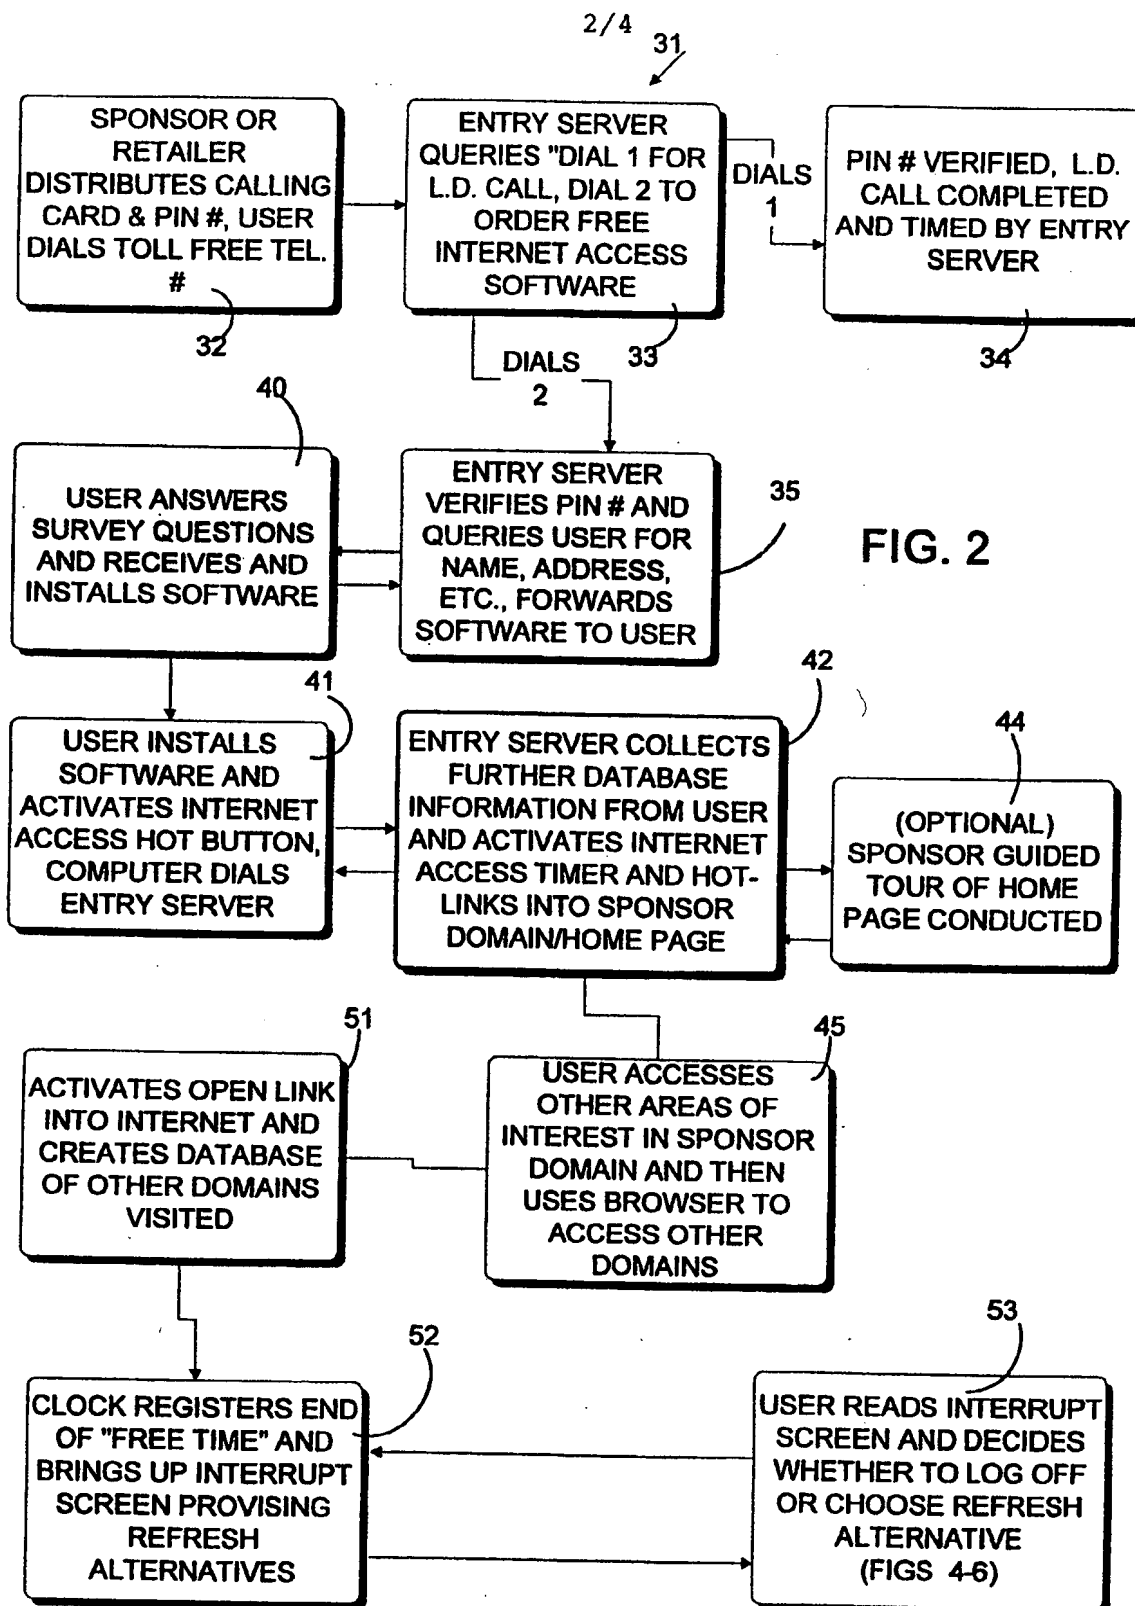 2/4
31
SPONSOR OR
RETAILER
DISTRIBUTES CALLING
CARD & PIN #, USER
DIALS TOLL FREE TEL.
#
32
ENTRY SERVER
QUERIES "DIAL 1 FOR
L.D. CALL, DIAL 2 TO
ORDER FREE
INTERNET ACCESS
SOFTWARE
33
DIALS
1
PIN # VERIFIED, L.D.
CALL COMPLETED
AND TIMED BY ENTRY
SERVER
34
DIALS
2
40
USER ANSWERS
SURVEY QUESTIONS
AND RECEIVES AND
INSTALLS SOFTWARE
ENTRY SERVER
VERIFIES PIN # AND
QUERIES USER FOR
NAME, ADDRESS,
ETC., FORWARDS
SOFTWARE TO USER
35
FIG. 2
41
USER INSTALLS
SOFTWARE AND
ACTIVATES INTERNET
ACCESS HOT BUTTON,
COMPUTER DIALS
ENTRY SERVER
42
ENTRY SERVER COLLECTS
FURTHER DATABASE
INFORMATION FROM USER
AND ACTIVATES INTERNET
ACCESS TIMER AND HOT-
LINKS INTO SPONSOR
DOMAIN/HOME PAGE
44
(OPTIONAL)
SPONSOR GUIDED
TOUR OF HOME
PAGE CONDUCTED
51
ACTIVATES OPEN LINK
INTO INTERNET AND
CREATES DATABASE
OF OTHER DOMAINS
VISITED
45
USER ACCESSES
OTHER AREAS OF
INTEREST IN SPONSOR
DOMAIN AND THEN
USES BROWSER TO
ACCESS OTHER
DOMAINS
52
CLOCK REGISTERS END
OF "FREE TIME" AND
BRINGS UP INTERRUPT
SCREEN PROVISING
REFRESH
ALTERNATIVES
53
USER READS INTERRUPT
SCREEN AND DECIDES
WHETHER TO LOG OFF
OR CHOOSE REFRESH
ALTERNATIVE
(FIGS 4-6)